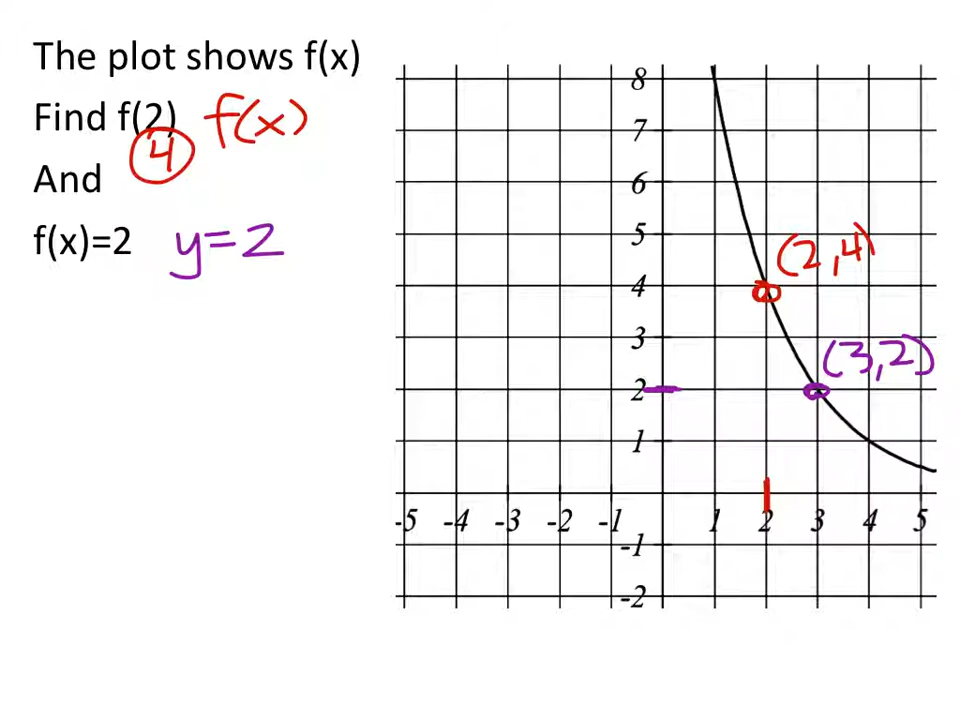 The plot shows f(x)
Find f(2) f(x)
4
And
f(x)=2 y=2
8
7
6
5
(2,4)
4
3
(3,2)
2
1
-5 -4 -3 -2 -1 1 2 3 4 5
-1
-2